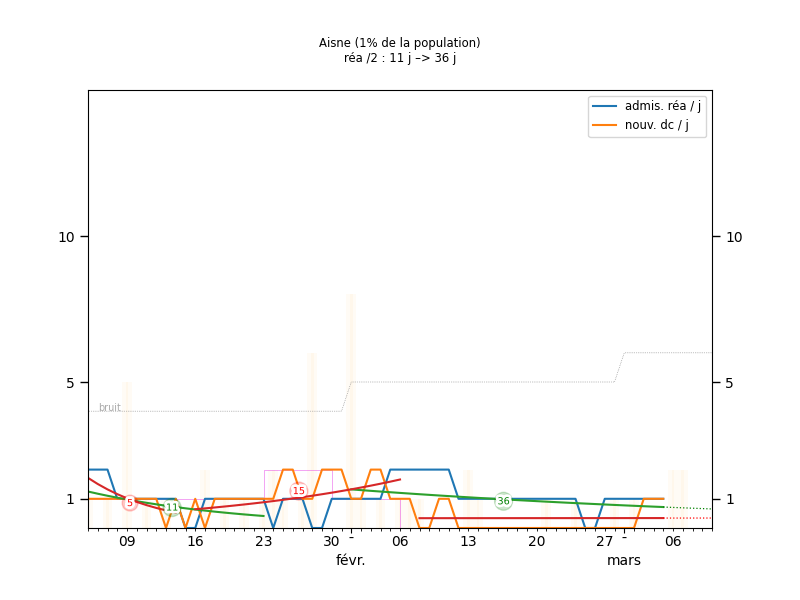 Aisne (1% de la population)
réa /2 : 11 j –> 36 j
admis. réa / j
nouv. dc / j
10 10
5 5
bruit
15
5 11 36
1 1
09 16 23 30 - 06 13 20 27 - 06
févr. mars